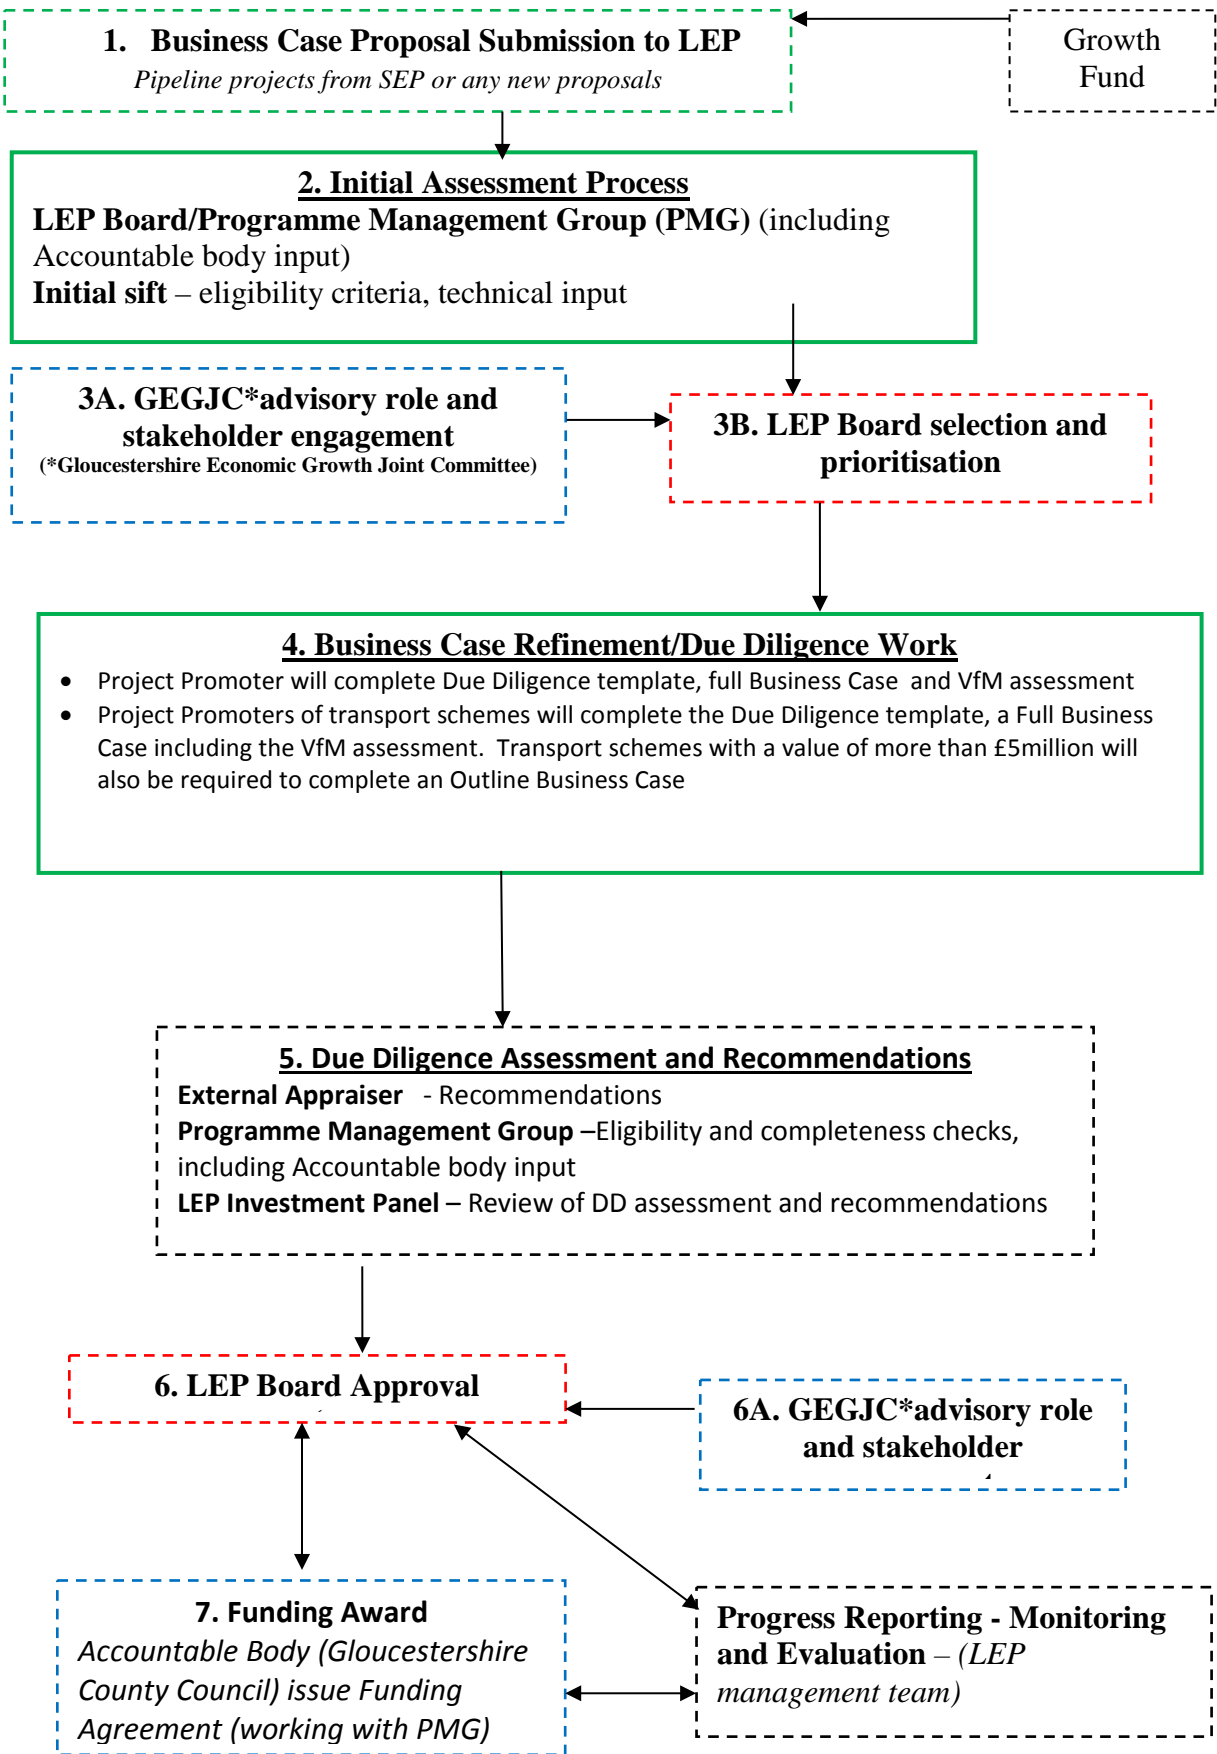 1. Business Case Proposal Submission to LEP
Pipeline projects from SEP or any new proposals
Growth
Fund
2. Initial Assessment Process
LEP Board/Programme Management Group (PMG) (including
Accountable body input)
Initial sift – eligibility criteria, technical input
3A. GEGJC*advisory role and
stakeholder engagement
(*Gloucestershire Economic Growth Joint Committee)
3B. LEP Board selection and
prioritisation
4. Business Case Refinement/Due Diligence Work
• Project Promoter will complete Due Diligence template, full Business Case and VfM assessment
• Project Promoters of transport schemes will complete the Due Diligence template, a Full Business
Case including the VfM assessment. Transport schemes with a value of more than £5million will
also be required to complete an Outline Business Case
5. Due Diligence Assessment and Recommendations
External Appraiser - Recommendations
Programme Management Group –Eligibility and completeness checks,
including Accountable body input
LEP Investment Panel – Review of DD assessment and recommendations
6. LEP Board Approval
6A. GEGJC*advisory role
and stakeholder
7. Funding Award
Accountable Body (Gloucestershire
County Council) issue Funding
Agreement (working with PMG)
Progress Reporting - Monitoring
and Evaluation – (LEP
management team)